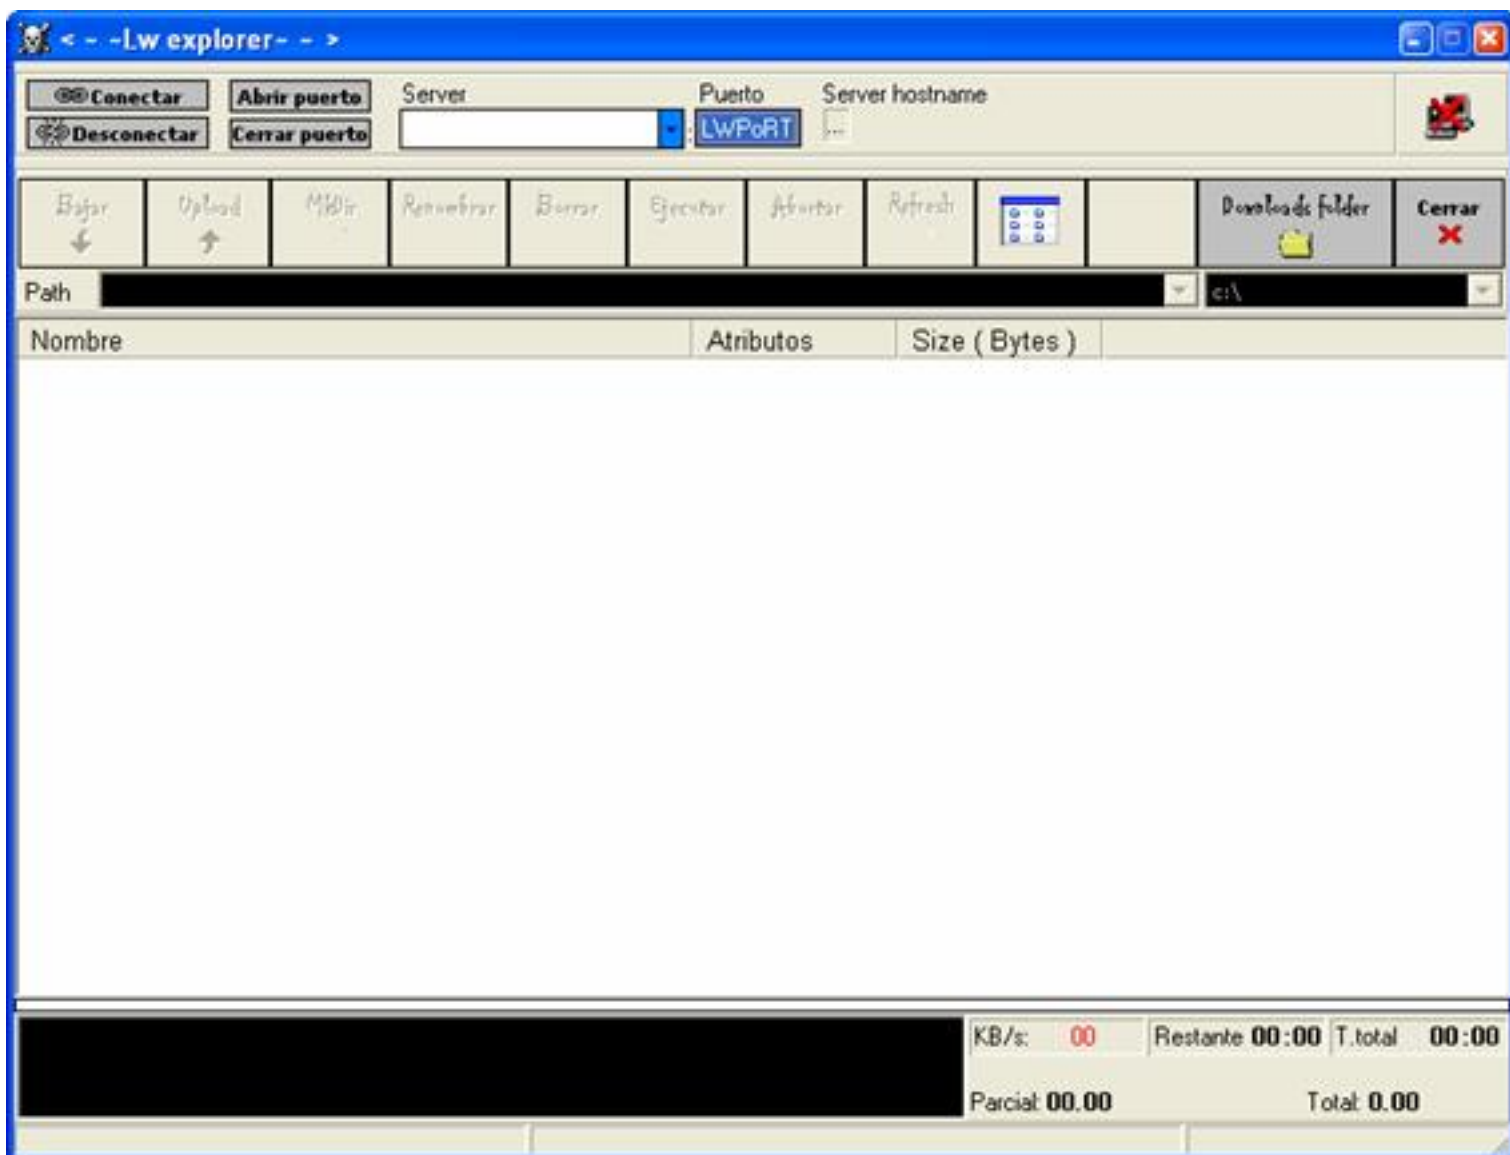 < - -Lw explorer- - >
Conectar Abrir puerto Server Puerto Server hostname
Desconectar Cerrar puerto : LWPoRT ...
Bajar Upload MkDir Renombrar Borrar Ejecutar Abortar Refresh Downloads folder Cerrar
Path c:\
Nombre Atributos Size ( Bytes )
KB/s: 00 Restante 00:00 T.total 00:00
Parcial: 00.00 Total: 0.00